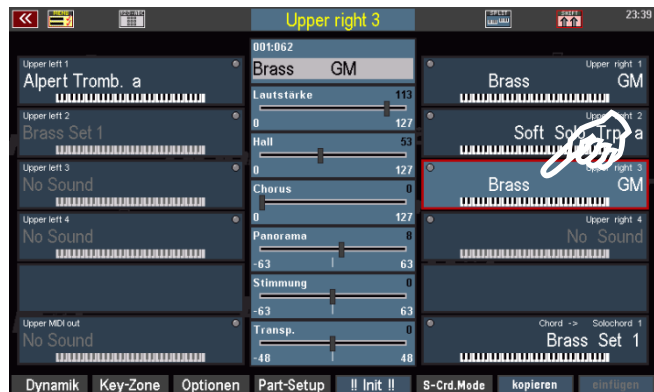 MENU
SPLIT
SHIFT
23:39
Upper right 3
001:062
Brass GM
Upper left 1
Alpert Tromb. a
Upper left 2
Brass Set 1
Upper left 3
No Sound
Upper left 4
No Sound
Upper MIDI out
No Sound
Lautstärke 113
0 127
Hall 53
0 127
Chorus 0
0 127
Panorama 8
-63 63
Stimmung 0
-63 63
Transp. 0
-48 48
Upper right 1
Brass GM
right 2
Soft Solo Trp. a
right 3
Brass GM
Upper right 4
No Sound
Chord -> Solochord 1
Brass Set 1
Dynamik Key-Zone Optionen Part-Setup !! Init !! S-Crd.Mode kopieren einfügen